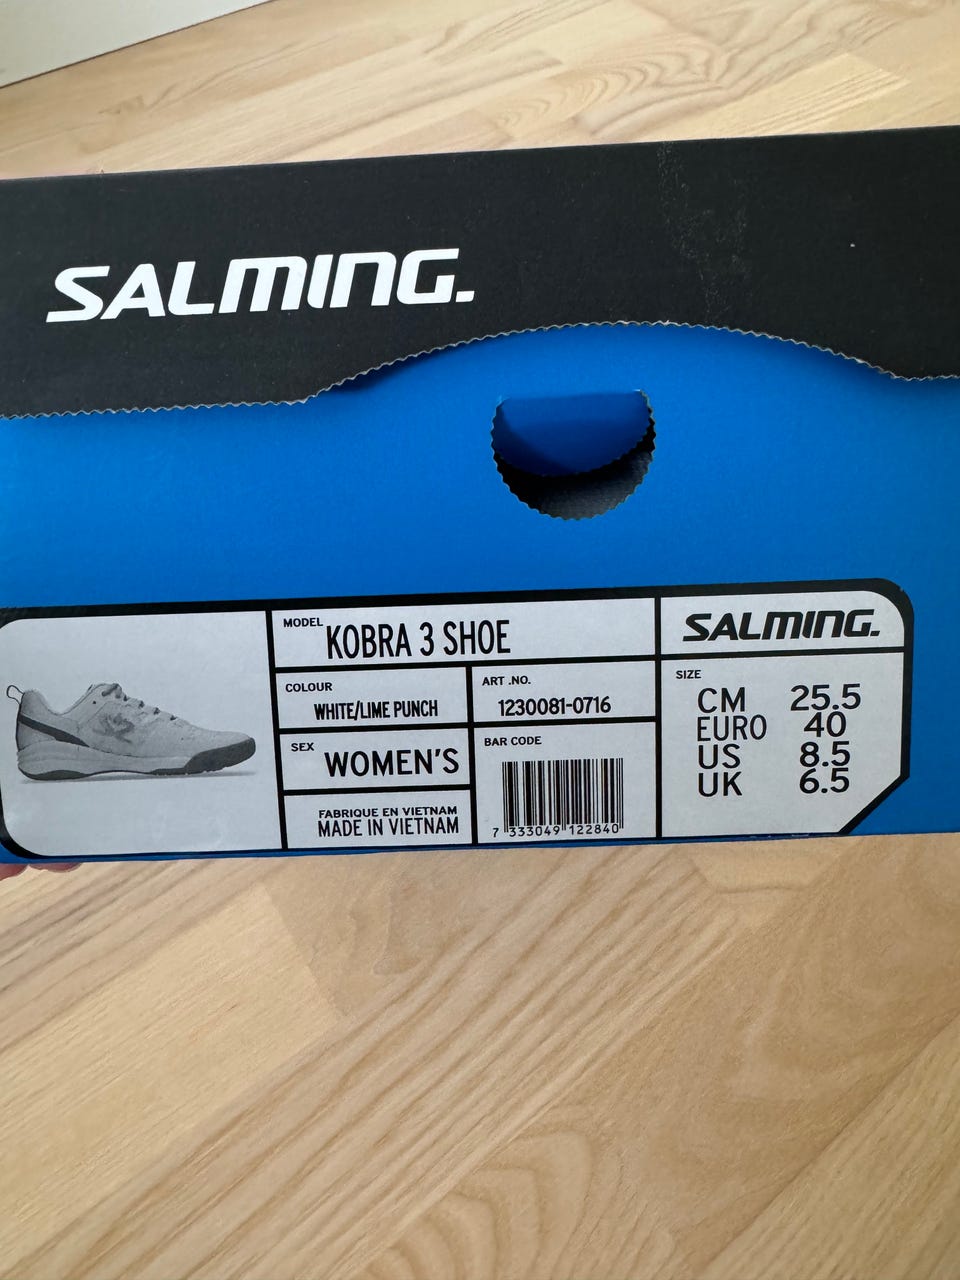 SALMING.
MODEL KOBRA 3 SHOE
SALMING.
COLOUR
WHITE/LIME PUNCH
ART .NO.
1230081-0716
SEX WOMEN'S
BAR CODE
7 333049 122840
FABRIQUE EN VIETNAM
MADE IN VIETNAM
SIZE
CM 25.5
EURO 40
US 8.5
UK 6.5